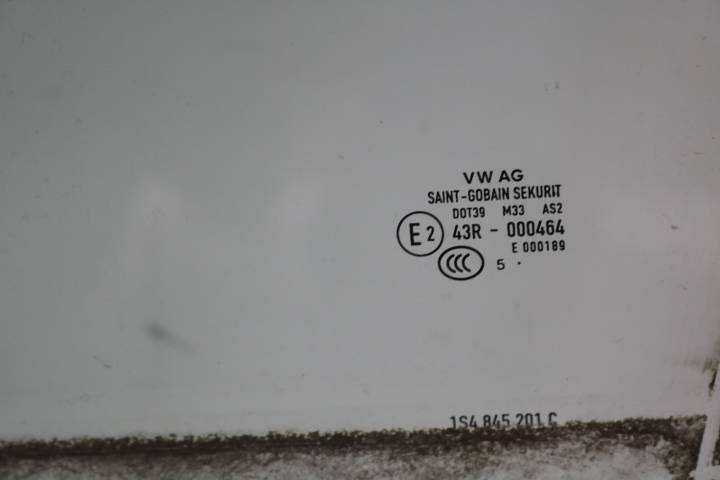 VW AG
SAINT-GOBAIN SEKURIT
DOT39 M33 AS2
E2 43R - 000464
E 000189
CCC 5 .
1S4 845 201 C